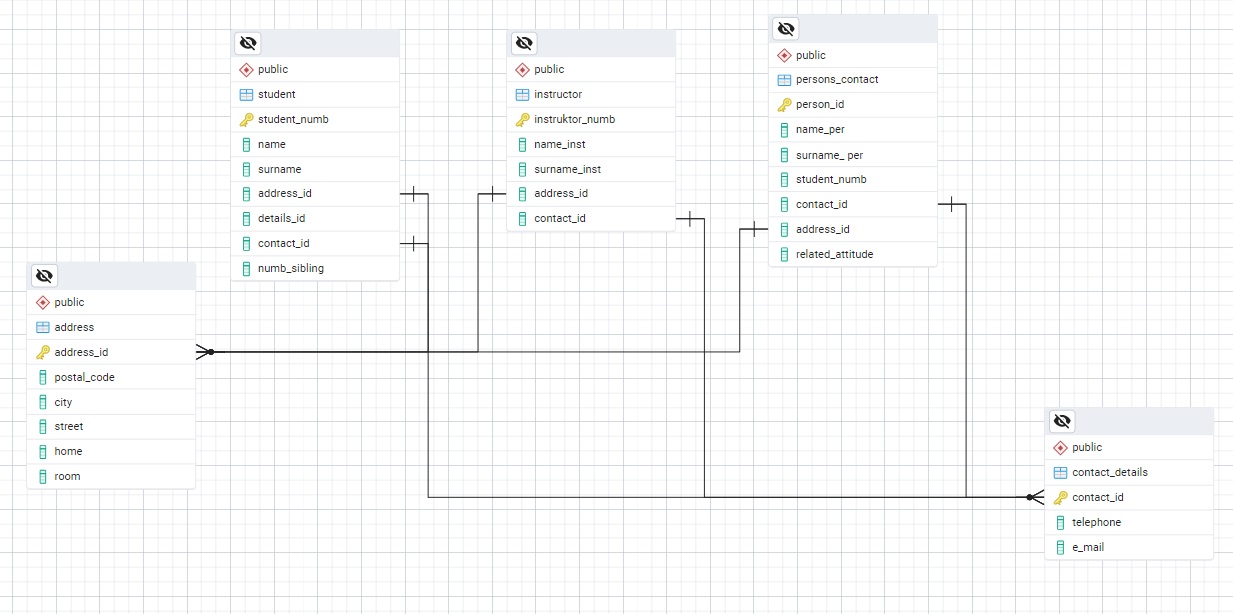 public
student
student_numb
name
surname
address_id
details_id
contact_id
numb_sibling
public
instructor
instruktor_numb
name_inst
surname_inst
address_id
contact_id
public
persons_contact
person_id
name_per
surname_ per
student_numb
contact_id
address_id
related_attitude
public
address
address_id
postal_code
city
street
home
room
public
contact_details
contact_id
telephone
e_mail